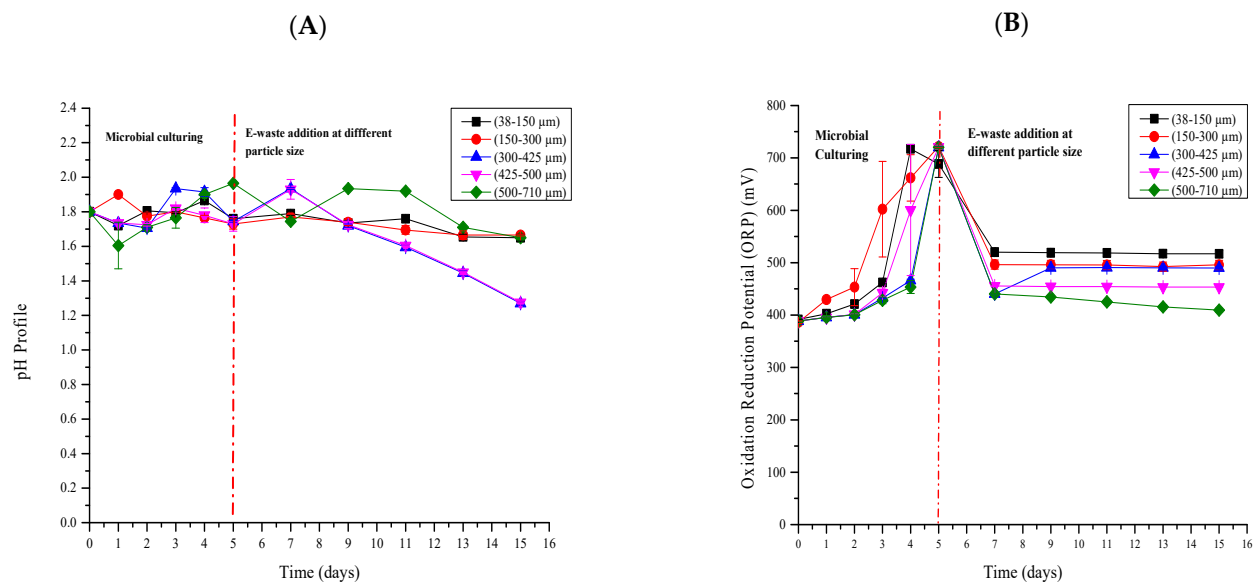 (A)
2.4
2.2
2.0
1.8
1.6
1.4
1.2
1.0
0.8
0.6
0.4
0.2
0.0
pH Profile
Microbial culturing
E-waste addition at diffferent
particle size
(38-150 µm)
(150-300 µm)
(300-425 µm)
(425-500 µm)
(500-710 µm)
0 1 2 3 4 5 6 7 8 9 10 11 12 13 14 15 16
Time (days)
(B)
800
700
600
500
400
300
200
100
0
Oxidation Reduction Potential (ORP) (mV)
Microbial
Culturing
E-waste addition at
different particle size
(38-150 µm)
(150-300 µm)
(300-425 µm)
(425-500 µm)
(500-710 µm)
0 1 2 3 4 5 6 7 8 9 10 11 12 13 14 15 16
Time (days)